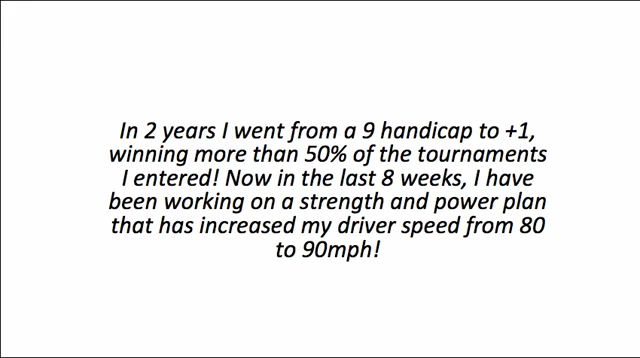 In 2 years I went from a 9 handicap to +1,
winning more than 50% of the tournaments
I entered! Now in the last 8 weeks, I have
been working on a strength and power plan
that has increased my driver speed from 80
to 90mph!